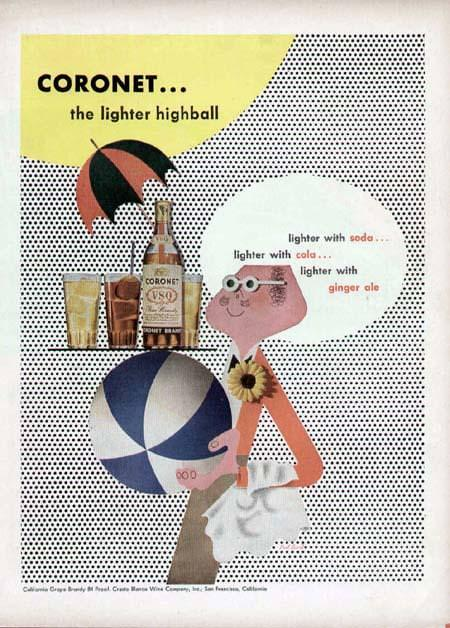 CORONET...
the lighter highball
lighter with soda...
lighter with cola...
lighter with
ginger ale
CORONET
VSQ
CORONET BRANDY
California Grape Brandy 84 Proof. Cresta Blanca Wine Company, Inc., San Francisco, California